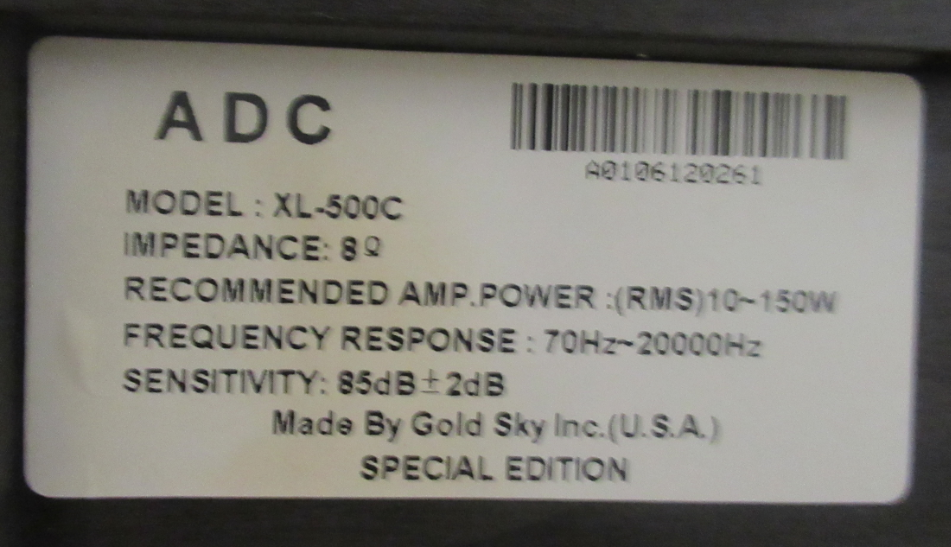 ADC
A0106120261
MODEL : XL-500C
IMPEDANCE: 8Ω
RECOMMENDED AMP.POWER :(RMS)10~150W
FREQUENCY RESPONSE : 70Hz~20000Hz
SENSITIVITY: 85dB±2dB
Made By Gold Sky Inc.(U.S.A.)
SPECIAL EDITION